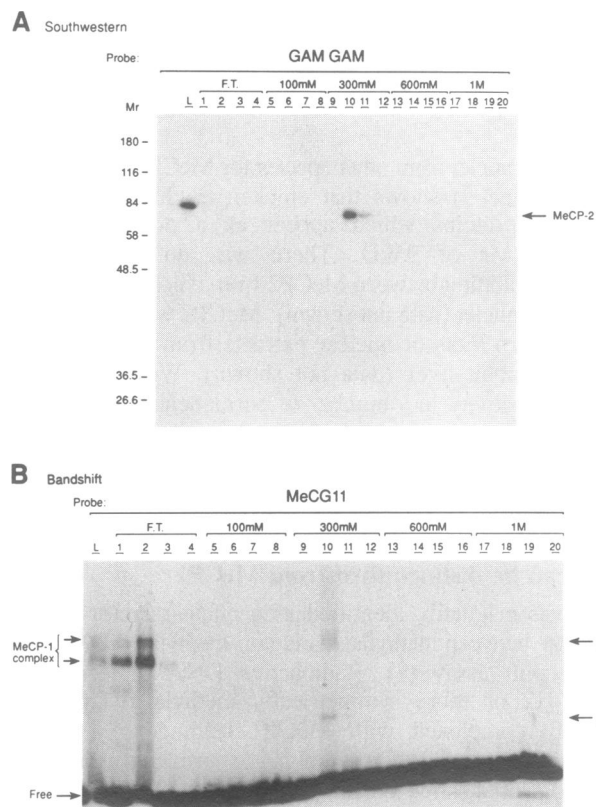 A Southwestern
Probe: GAM GAM
F.T. 100mM 300mM 600mM 1M
L 1 2 3 4 5 6 7 8 9 10 11 12 13 14 15 16 17 18 19 20
Mr
180 –
116 –
84 –
← MeCP-2
58 –
48.5 –
36.5 –
26.6 –
B Bandshift
Probe: MeCG11
F.T. 100mM 300mM 600mM 1M
L 1 2 3 4 5 6 7 8 9 10 11 12 13 14 15 16 17 18 19 20
MeCP-1
complex
Free